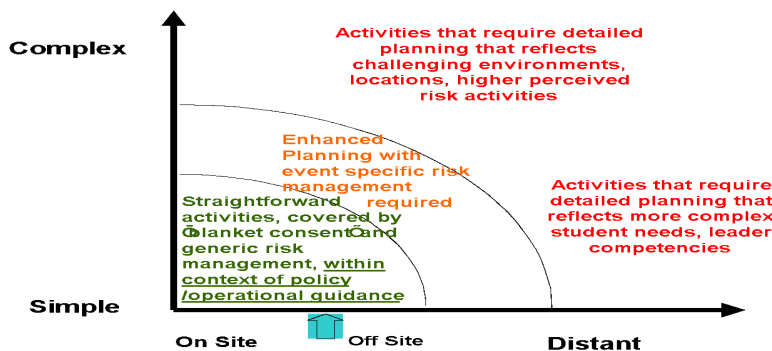 Complex
Activities that require detailed
planning that reflects
challenging environments,
locations, higher perceived
risk activities
Enhanced
Planning with
event specific risk
management
required
Activities that require
detailed planning that
reflects more complex
student needs, leader
competencies
Straightforward
activities, covered by
blanket consent and
generic risk
management, within
context of policy
/operational guidance
Simple
On Site
Off Site
Distant